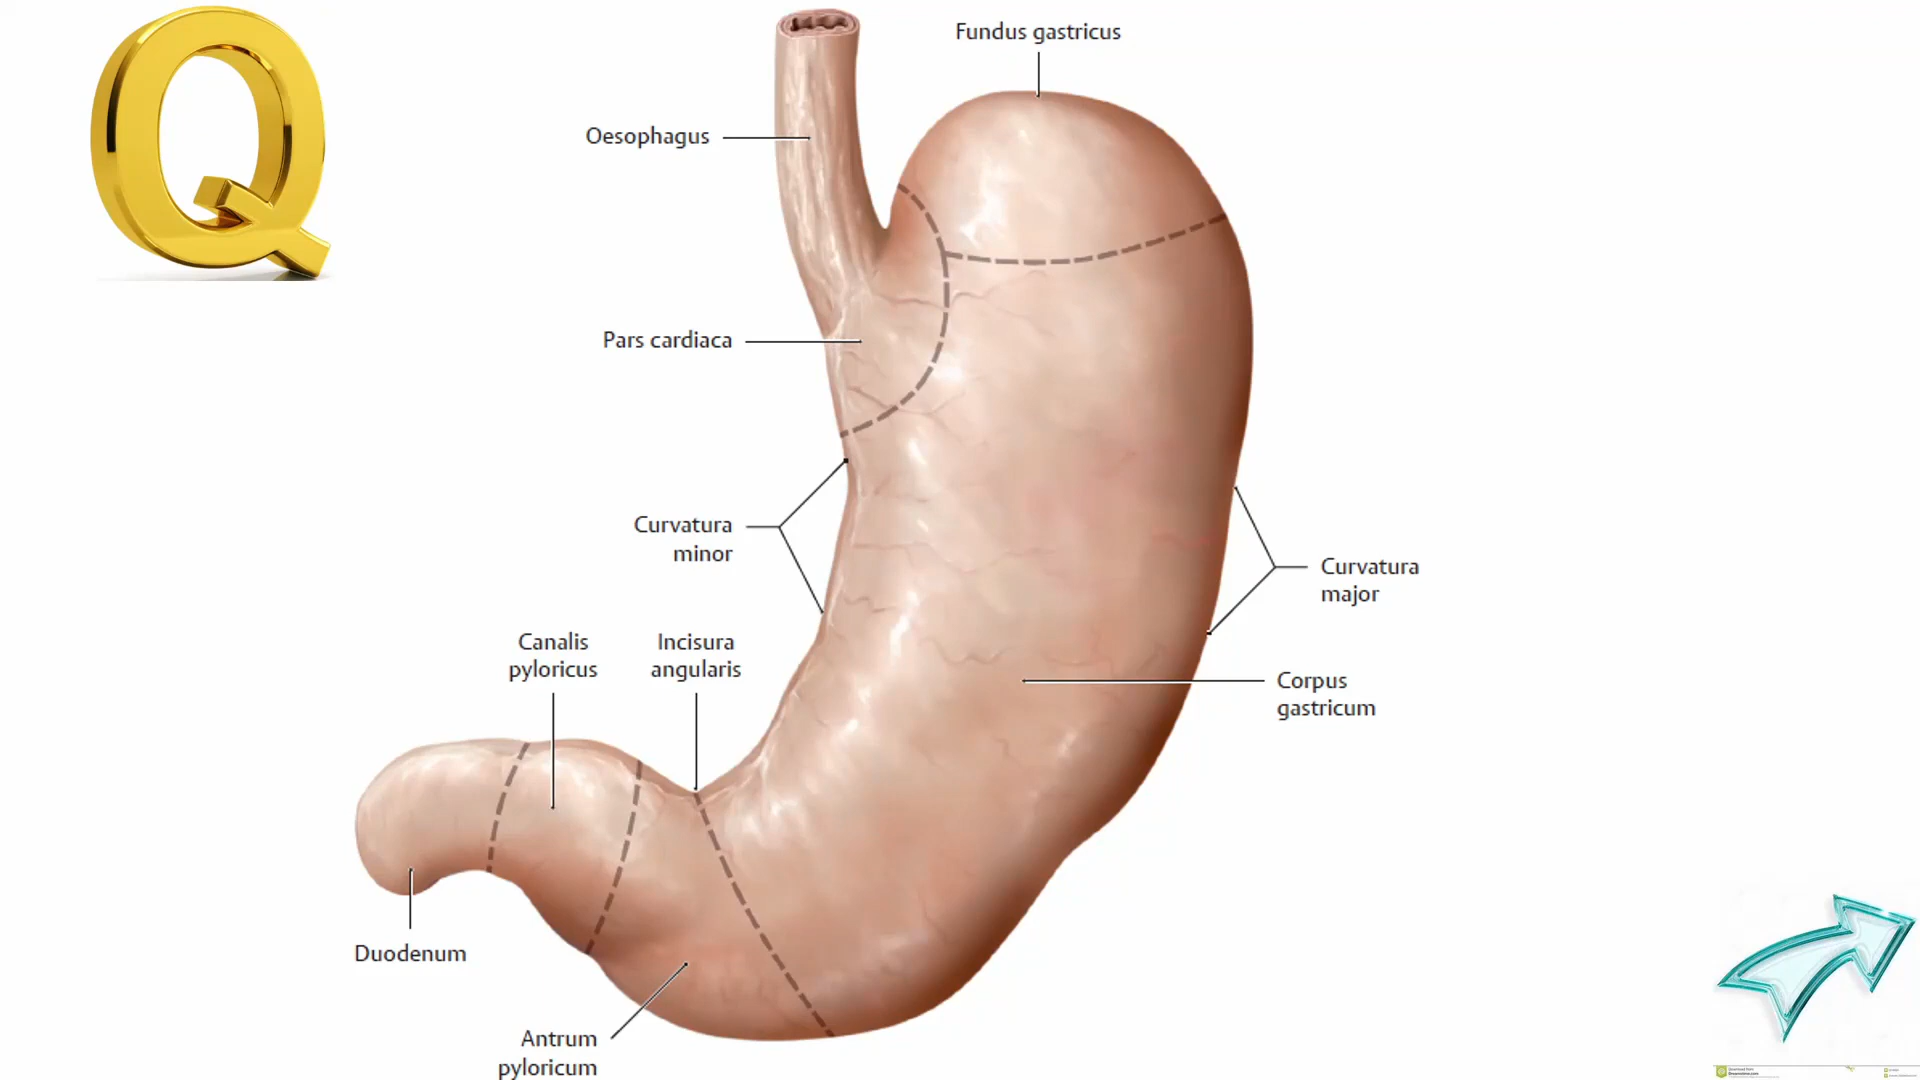 Q
Fundus gastricus
Oesophagus
Pars cardiaca
Curvatura
minor
Curvatura
major
Canalis
pyloricus
Incisura
angularis
Corpus
gastricum
Duodenum
Antrum
pyloricum